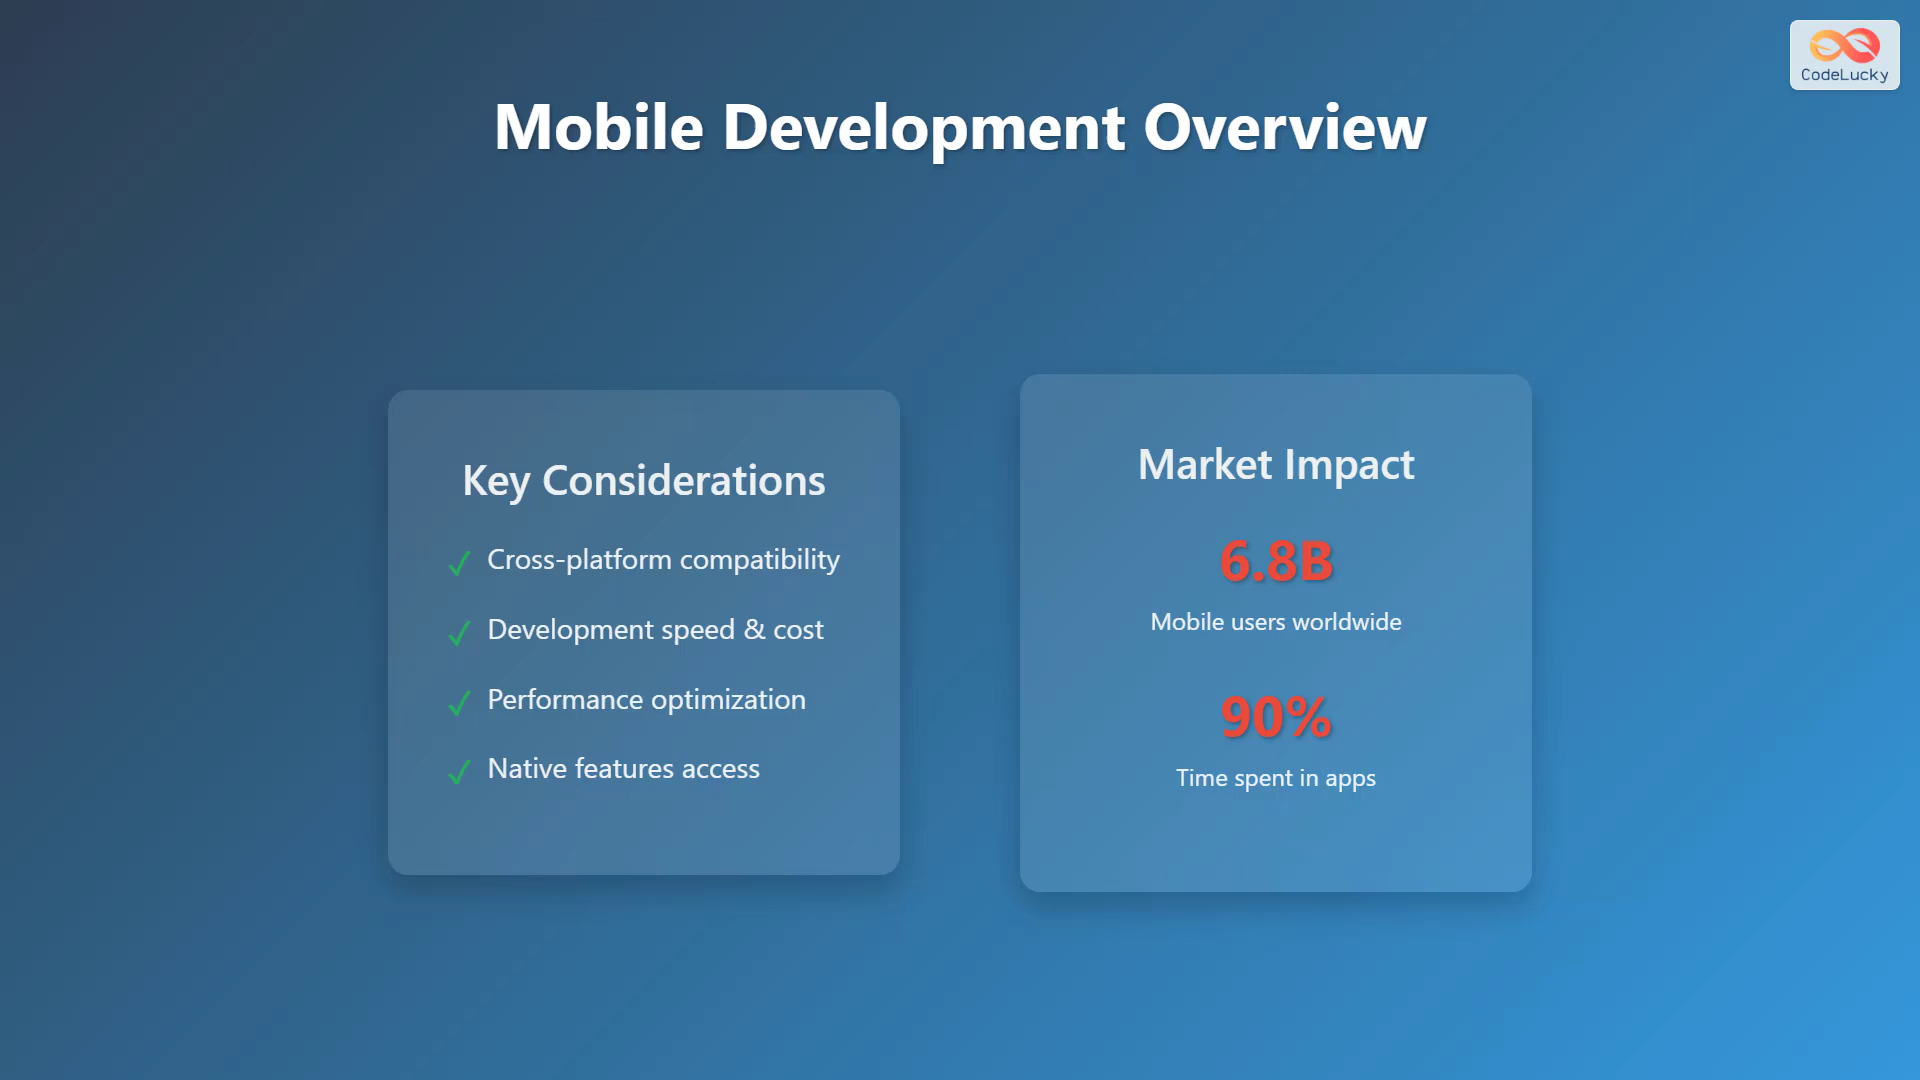 CodeLucky
Mobile Development Overview
Key Considerations
✓ Cross-platform compatibility
✓ Development speed & cost
✓ Performance optimization
✓ Native features access
Market Impact
6.8B
Mobile users worldwide
90%
Time spent in apps